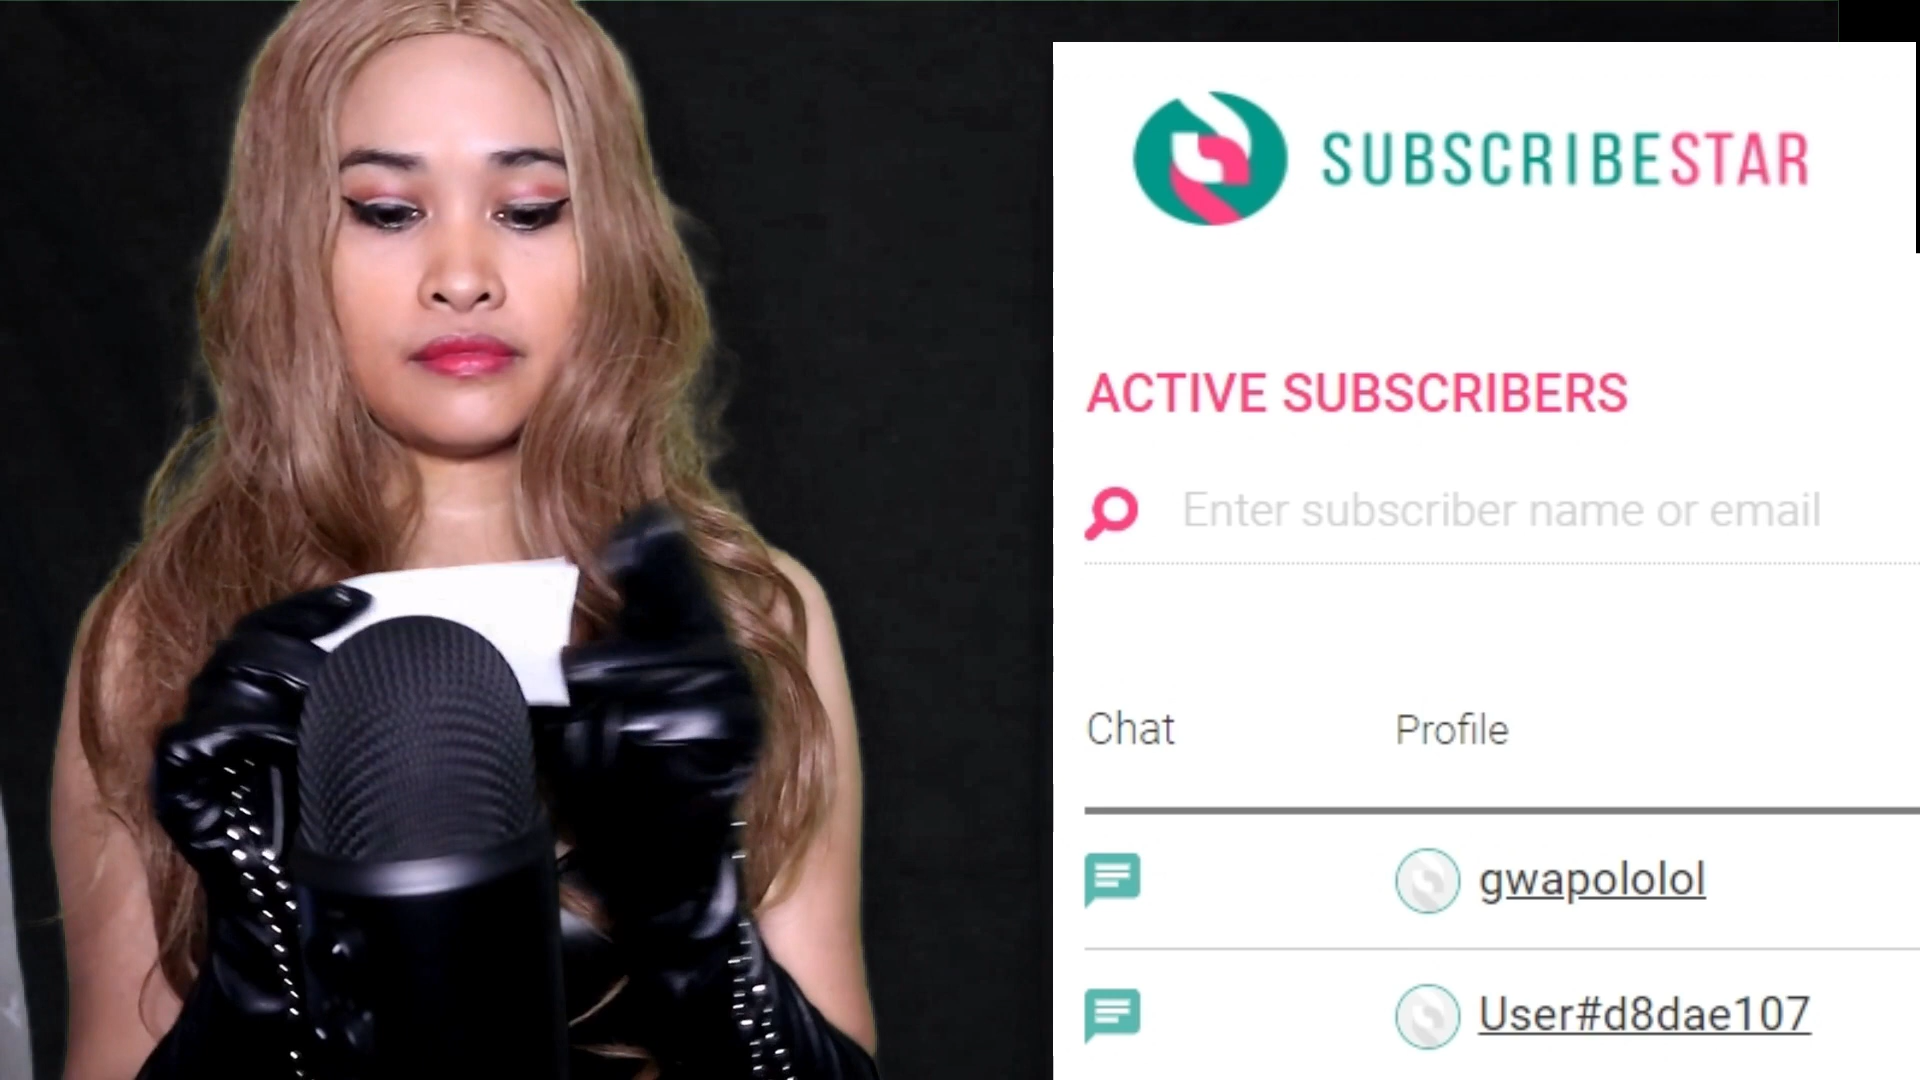 SUBSCRIBESTAR
ACTIVE SUBSCRIBERS
Enter subscriber name or email
Chat Profile
gwapololol
User#d8dae107